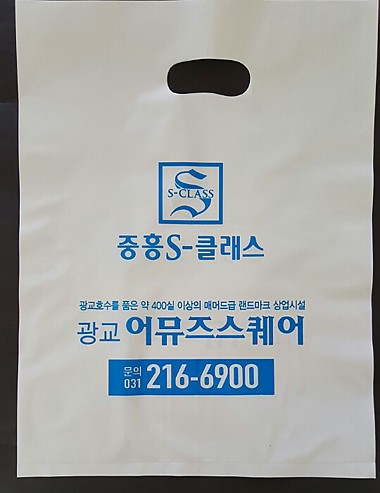 S-CLASS
중흥S-클래스
광교호수를 품은 약 400실 이상의 매머드급 랜드마크 상업시설
광교 어뮤즈스퀘어
문의
031 216-6900